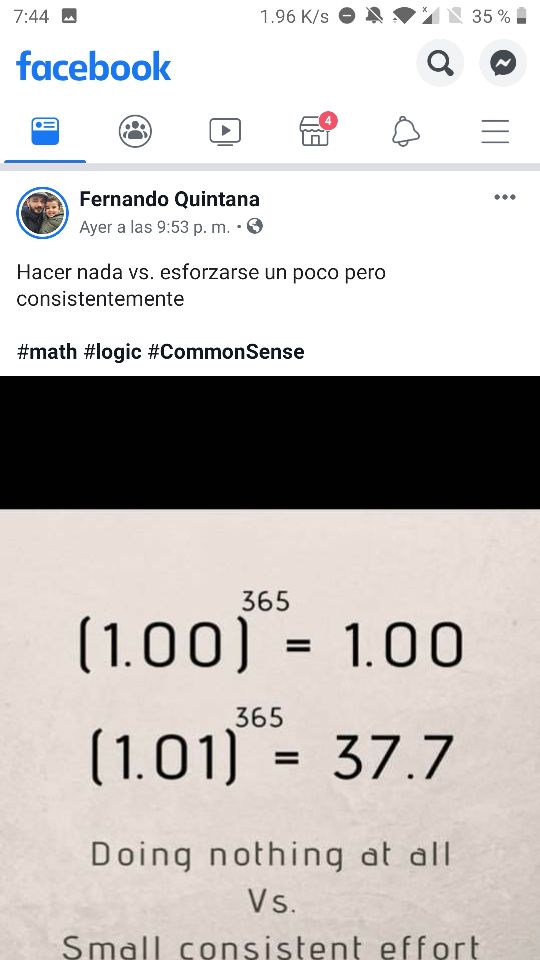 7:44 1.96 K/s 35 %
facebook
4
Fernando Quintana
Ayer a las 9:53 p. m. •
Hacer nada vs. esforzarse un poco pero
consistentemente
#math #logic #CommonSense
(1.00)³⁶⁵ = 1.00
(1.01)³⁶⁵ = 37.7
Doing nothing at all
Vs.
Small consistent effort